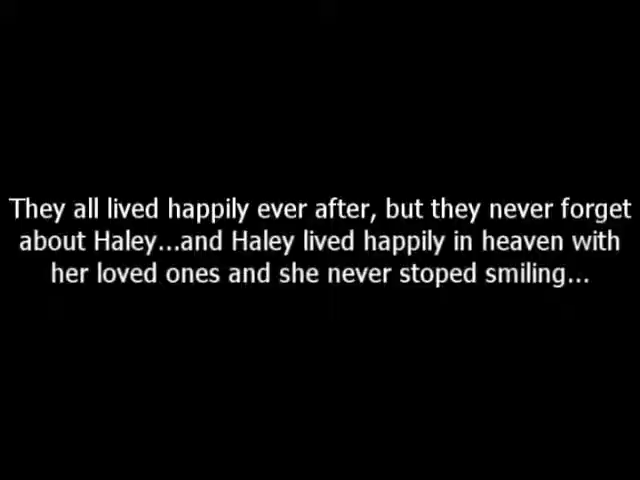 They all lived happily ever after, but they never forget
about Haley...and Haley lived happily in heaven with
her loved ones and she never stoped smiling...